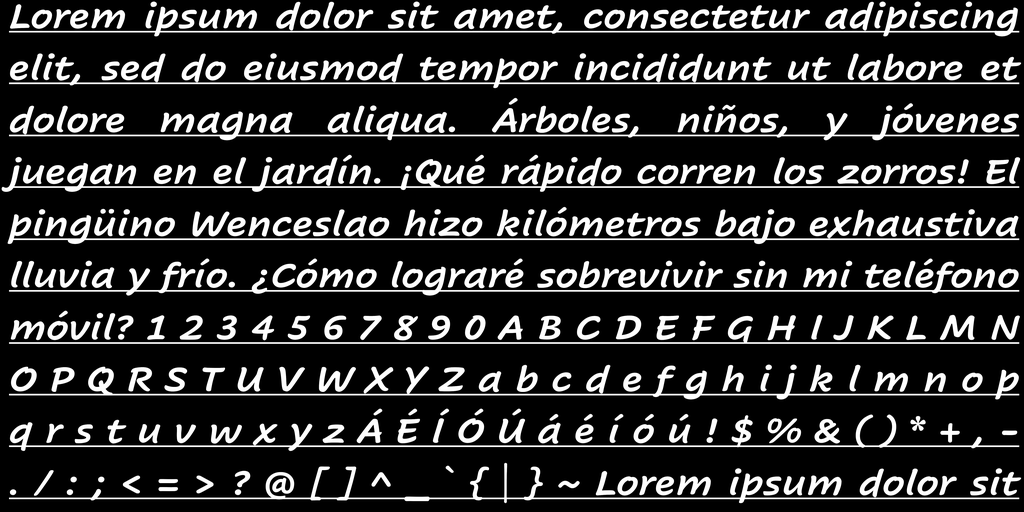 Lorem ipsum dolor sit amet, consectetur adipiscing
elit, sed do eiusmod tempor incididunt ut labore et
dolore magna aliqua. Árboles, niños, y jóvenes
juegan en el jardín. ¡Qué rápido corren los zorros! El
pingüino Wenceslao hizo kilómetros bajo exhaustiva
lluvia y frío. ¿Cómo lograré sobrevivir sin mi teléfono
móvil? 1 2 3 4 5 6 7 8 9 0 A B C D E F G H I J K L M N
O P Q R S T U V W X Y Z a b c d e f g h i j k l m n o p
q r s t u v w x y z Á É Í Ó Ú á é í ó ú ! $ % & ( ) * + , -
. / : ; < = > ? @ [ ] ^ _ ` { | } ~ Lorem ipsum dolor sit